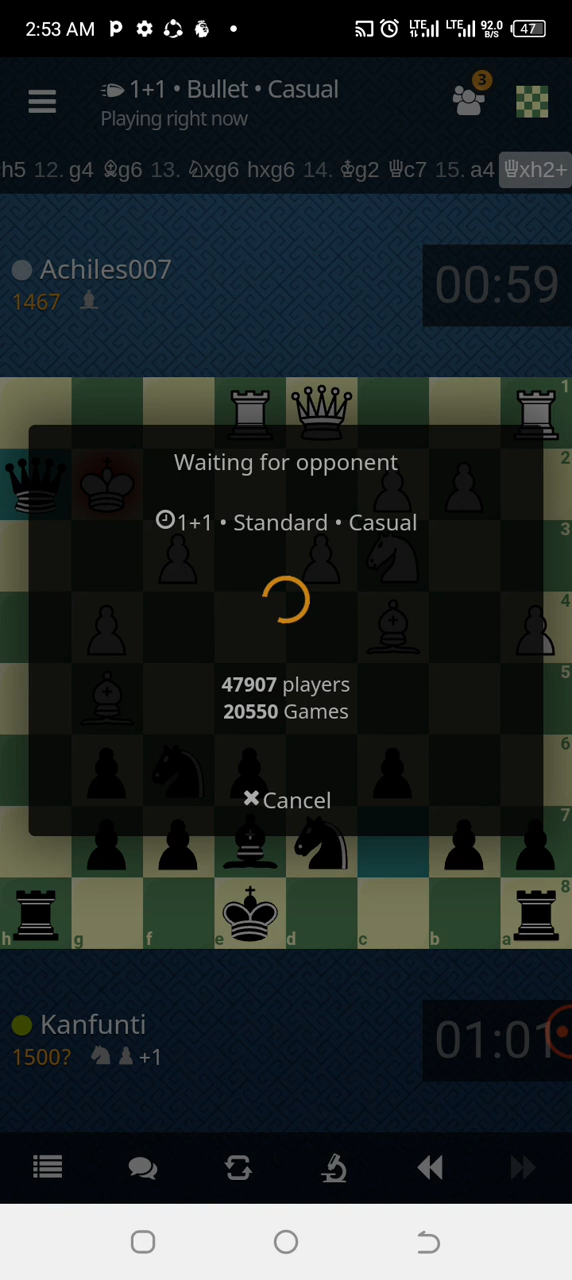 2:53 AM LTE LTE 92.0 B/S 47
1+1 • Bullet • Casual 3
Playing right now
h5 12. g4 ♗g6 13. ♘xg6 hxg6 14. ♔g2 ♕c7 15. a4 ♕xh2+
Achiles007
1467
00:59
1
Waiting for opponent
2
1+1 • Standard • Casual
3
4
5
47907 players
20550 Games
6
Cancel
7
8
h g f e d c b a
Kanfunti
1500? +1
01:01